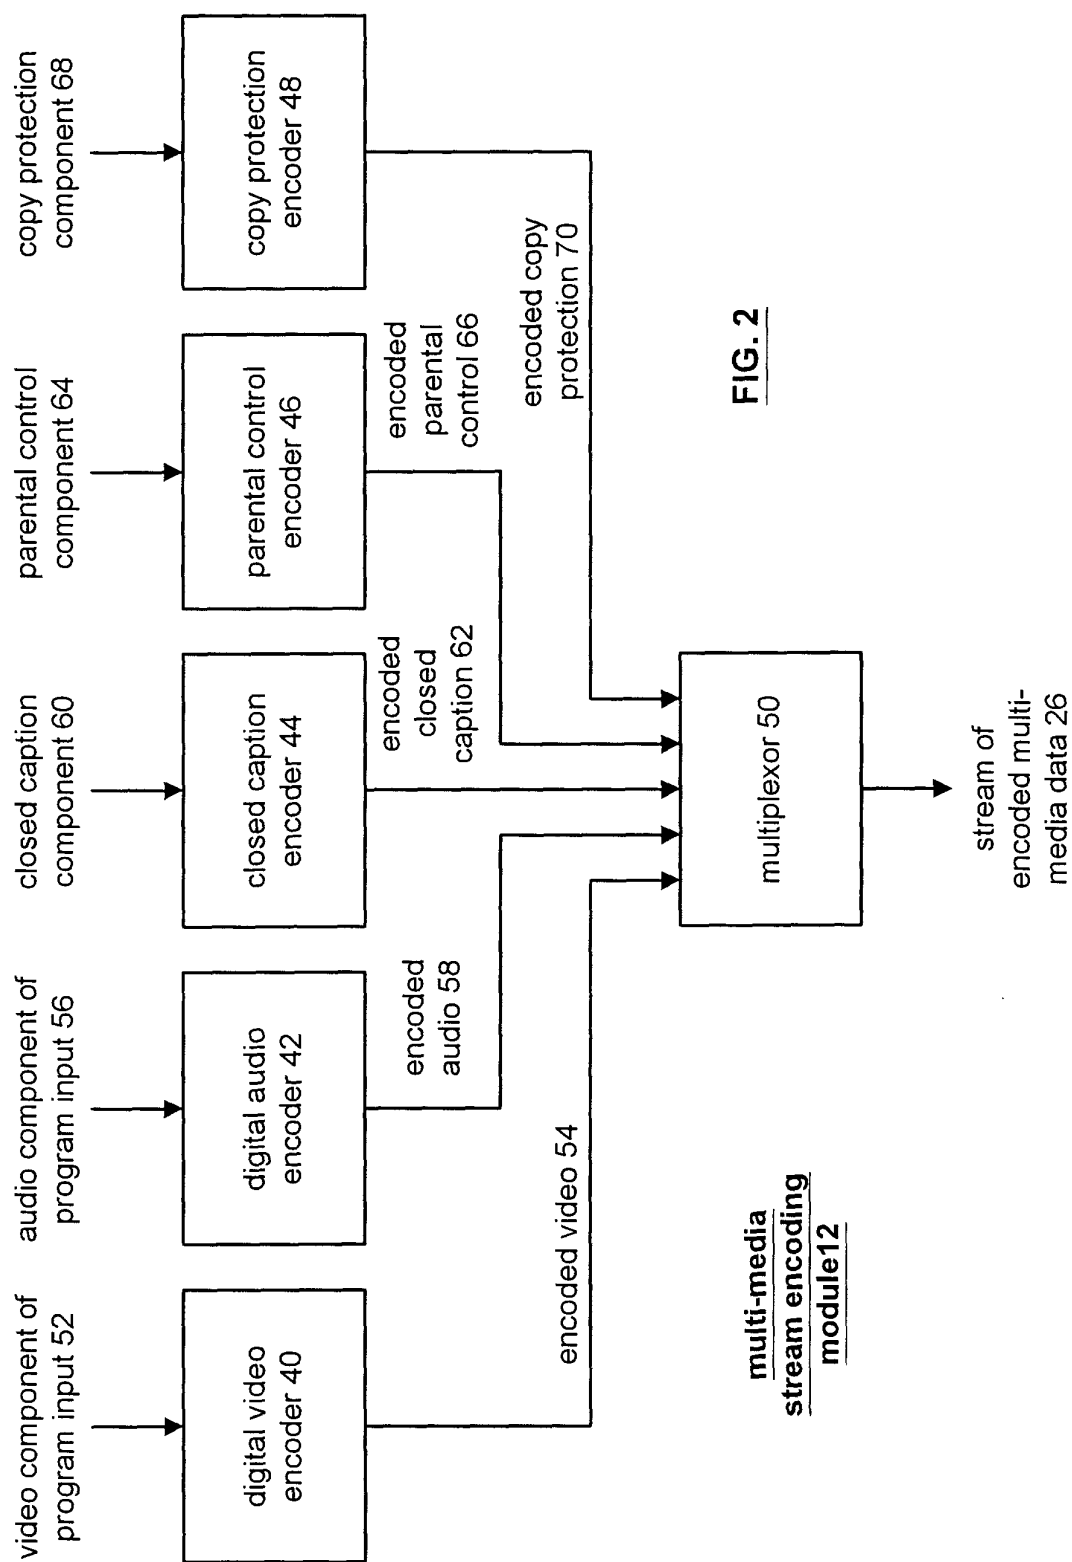 video component of
program input 52
audio component of
program input 56
closed caption
component 60
parental control
component 64
copy protection
component 68
digital video
encoder 40
digital audio
encoder 42
closed caption
encoder 44
parental control
encoder 46
copy protection
encoder 48
encoded video 54
encoded
audio 58
encoded
closed
caption 62
encoded
parental
control 66
encoded copy
protection 70
multiplexor 50
stream of
encoded multi-
media data 26
multi-media
stream encoding
module12
FIG. 2